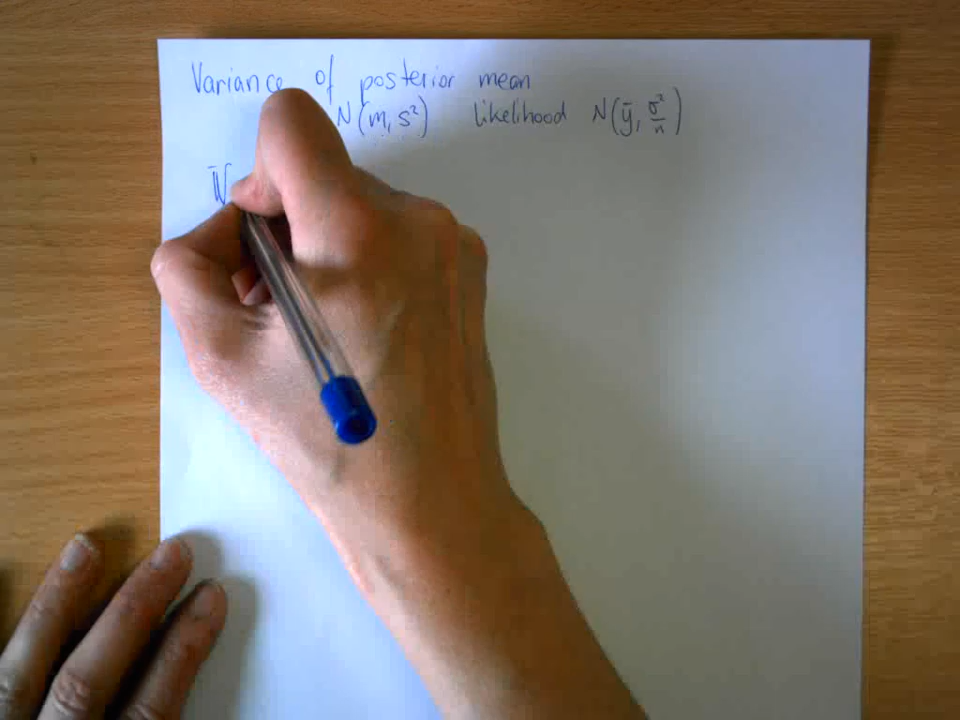 Variance of posterior mean
N(m, s²) likelihood N(ȳ, σ²/n)